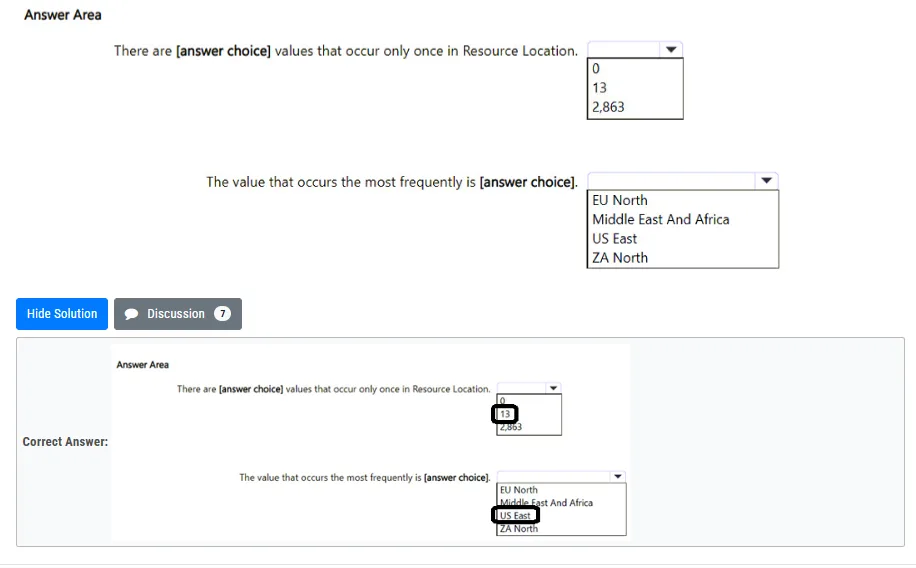 Answer Area
There are [answer choice] values that occur only once in Resource Location.
0
13
2,863
The value that occurs the most frequently is [answer choice].
EU North
Middle East And Africa
US East
ZA North
Hide Solution
Discussion 7
Correct Answer:
Answer Area
There are [answer choice] values that occur only once in Resource Location.
0
13
2,863
The value that occurs the most frequently is [answer choice].
EU North
Middle East And Africa
US East
ZA North